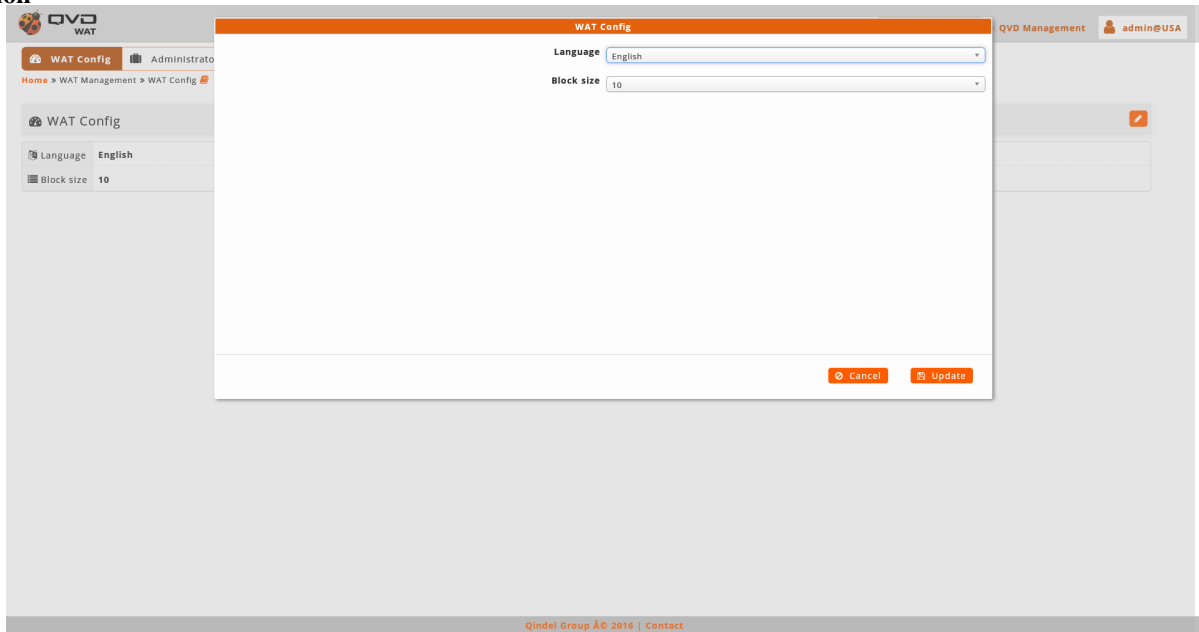 QVD
WAT
WAT Config
QVD Management
admin@USA
WAT Config
Administrato
Language
English
Home » WAT Management » WAT Config
Block size
10
WAT Config
Language English
Block size 10
Cancel
Update
Qindel Group Â© 2016 | Contact